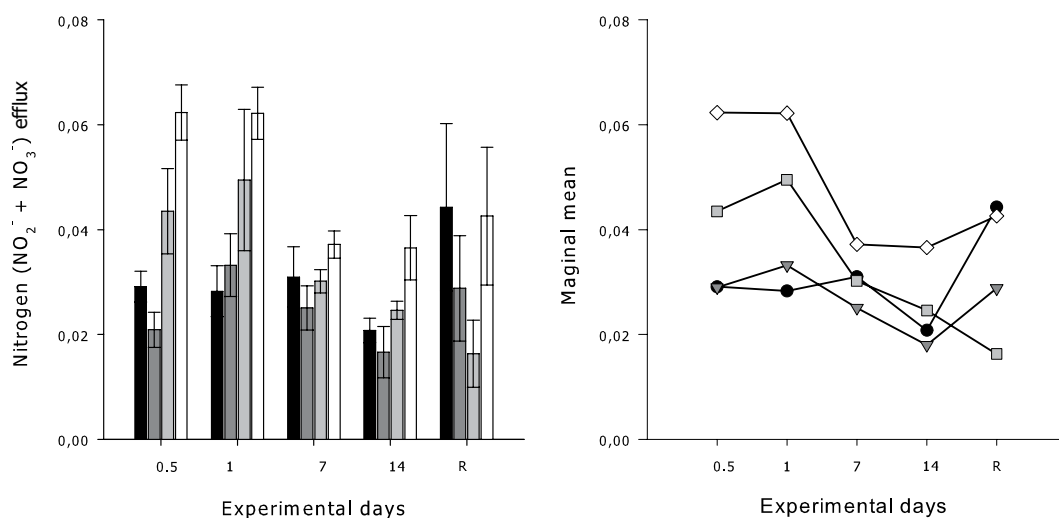 0,08
0,06
0,04
0,02
0,00
Nitrogen (NO₂⁻ + NO₃⁻) efflux
0.5 1 7 14 R
Experimental days
0,08
0,06
0,04
0,02
0,00
Maginal mean
0.5 1 7 14 R
Experimental days